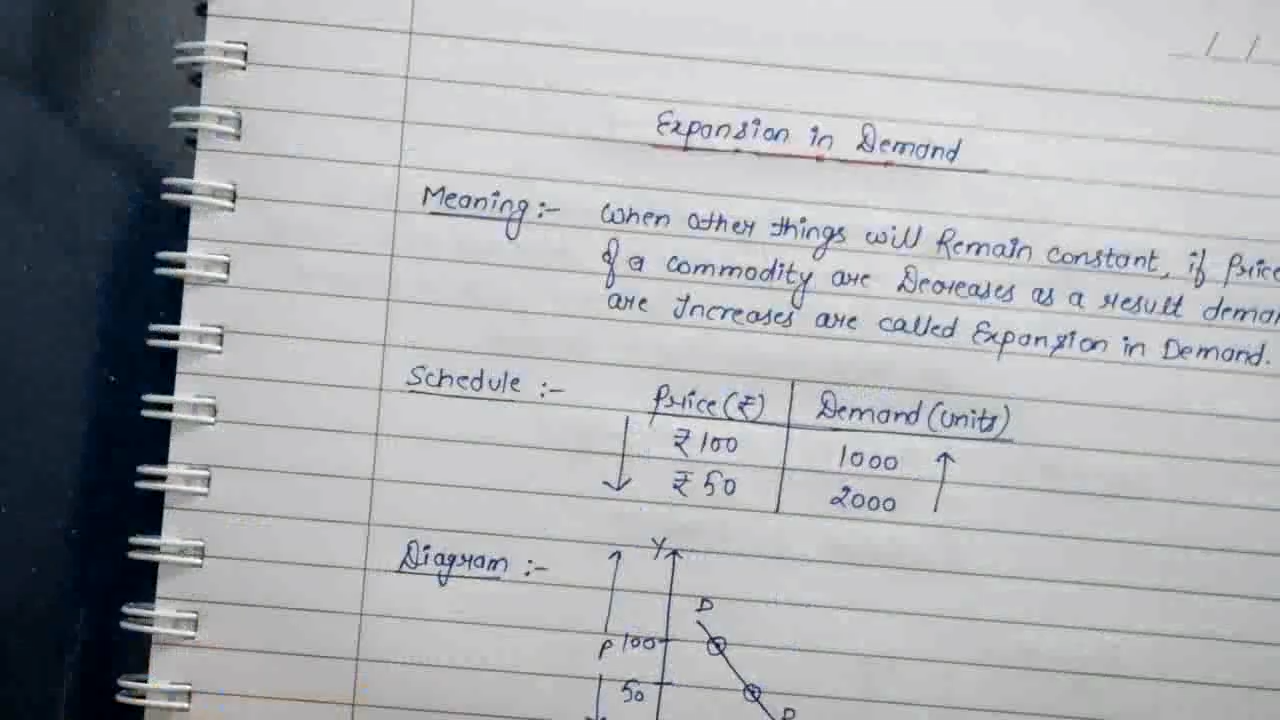 Expansion in Demand
Meaning :- When other things will Remain constant, if Price
of a commodity are Decreases as a result
are Increases are called Expansion in Demand.
Schedule :- Price (₹) Demand (Units)
₹ 100 1000
₹ 50 2000
Diagram :- Y
D
P 100
50
D